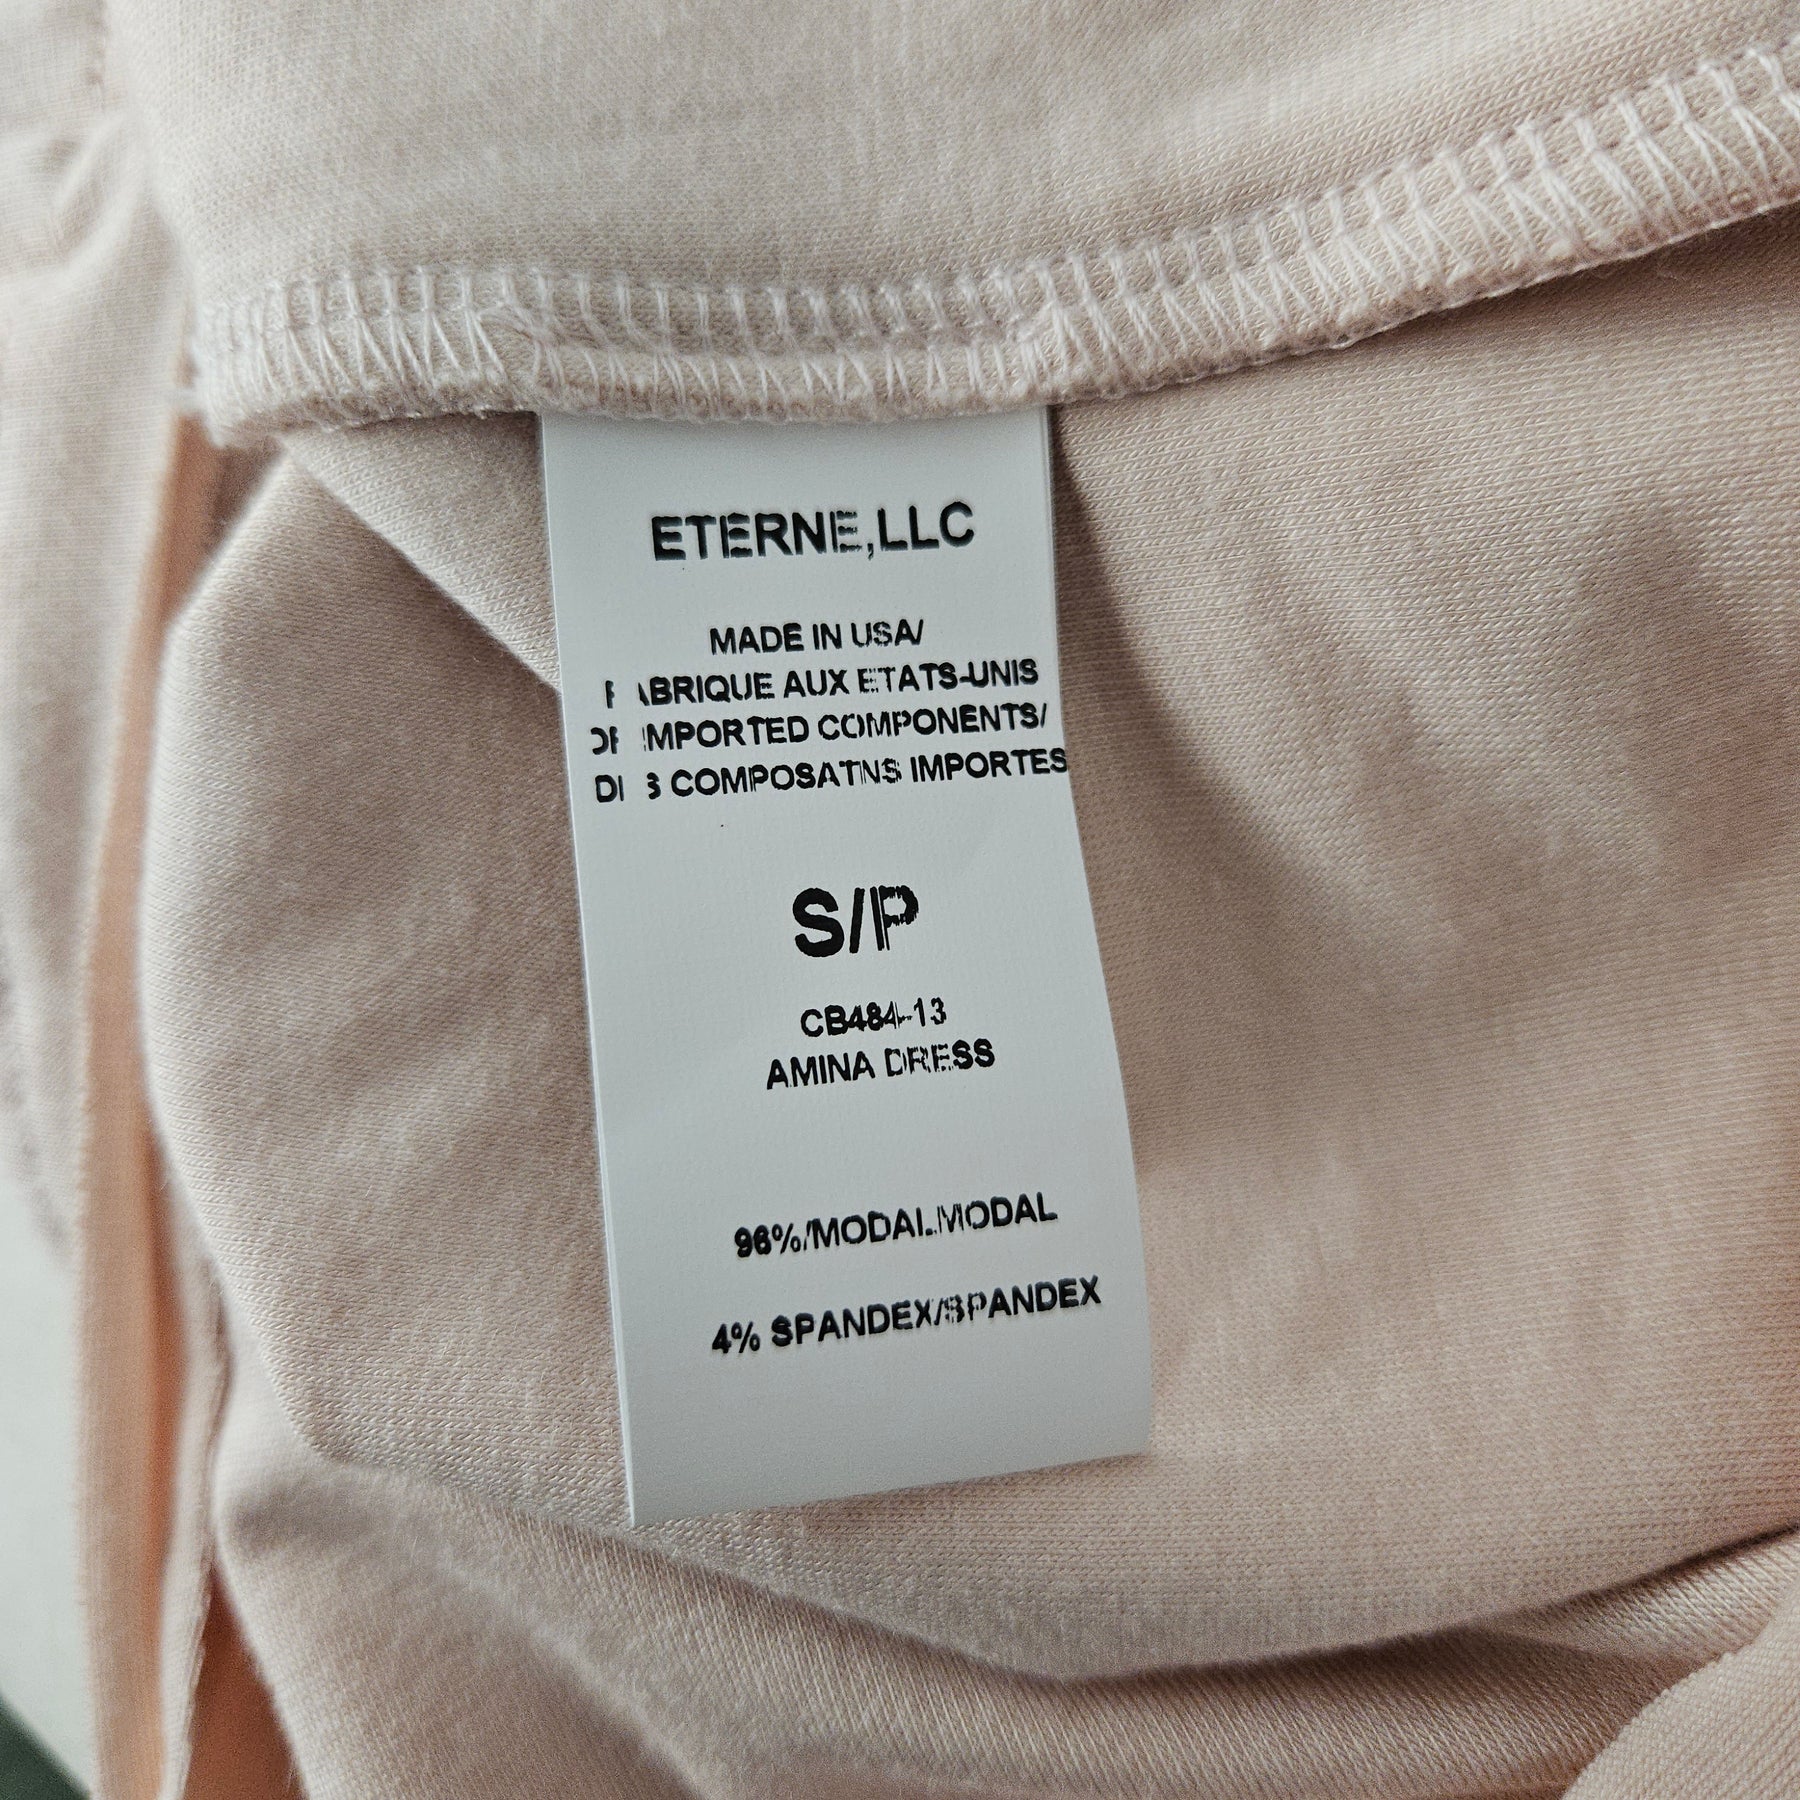 ETERNE,LLC
MADE IN USA/
FABRIQUE AUX ETATS-UNIS
OF IMPORTED COMPONENTS/
DES COMPOSATNS IMPORTES
S/P
CB484-13
AMINA DRESS
96%/MODAL/MODAL
4% SPANDEX/SPANDEX